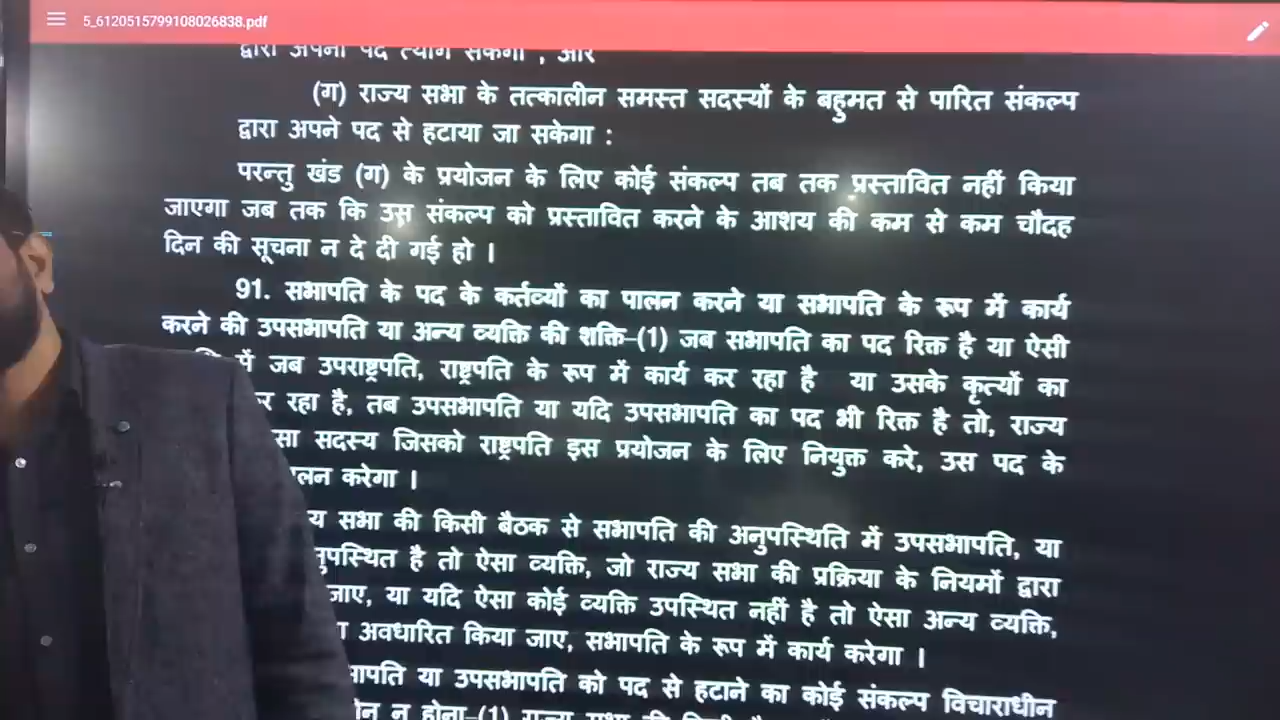 5_6120515799108026838.pdf
द्वारा अपना पद त्याग सकेगा ; और
(ग) राज्य सभा के तत्कालीन समस्त सदस्यों के बहुमत से पारित संकल्प
द्वारा अपने पद से हटाया जा सकेगा :
परन्तु खंड (ग) के प्रयोजन के लिए कोई संकल्प तब तक प्रस्तावित नहीं किया
जाएगा जब तक कि उस संकल्प को प्रस्तावित करने के आशय की कम से कम चौदह
दिन की सूचना न दे दी गई हो ।
91. सभापति के पद के कर्तव्यों का पालन करने या सभापति के रूप में कार्य
करने की उपसभापति या अन्य व्यक्ति की शक्ति–(1) जब सभापति का पद रिक्त है या ऐसी
में जब उपराष्ट्रपति, राष्ट्रपति के रूप में कार्य कर रहा है या उसके कृत्यों का
रहा है, तब उपसभापति या यदि उपसभापति का पद भी रिक्त है तो, राज्य
सदस्य जिसको राष्ट्रपति इस प्रयोजन के लिए नियुक्त करे, उस पद के
करेगा ।
सभा की किसी बैठक से सभापति की अनुपस्थिति में उपसभापति, या
है तो ऐसा व्यक्ति, जो राज्य सभा की प्रक्रिया के नियमों द्वारा
जाए, या यदि ऐसा कोई व्यक्ति उपस्थित नहीं है तो ऐसा अन्य व्यक्ति,
अवधारित किया जाए, सभापति के रूप में कार्य करेगा ।
या उपसभापति को पद से हटाने का कोई संकल्प विचाराधीन
न होना–(1)